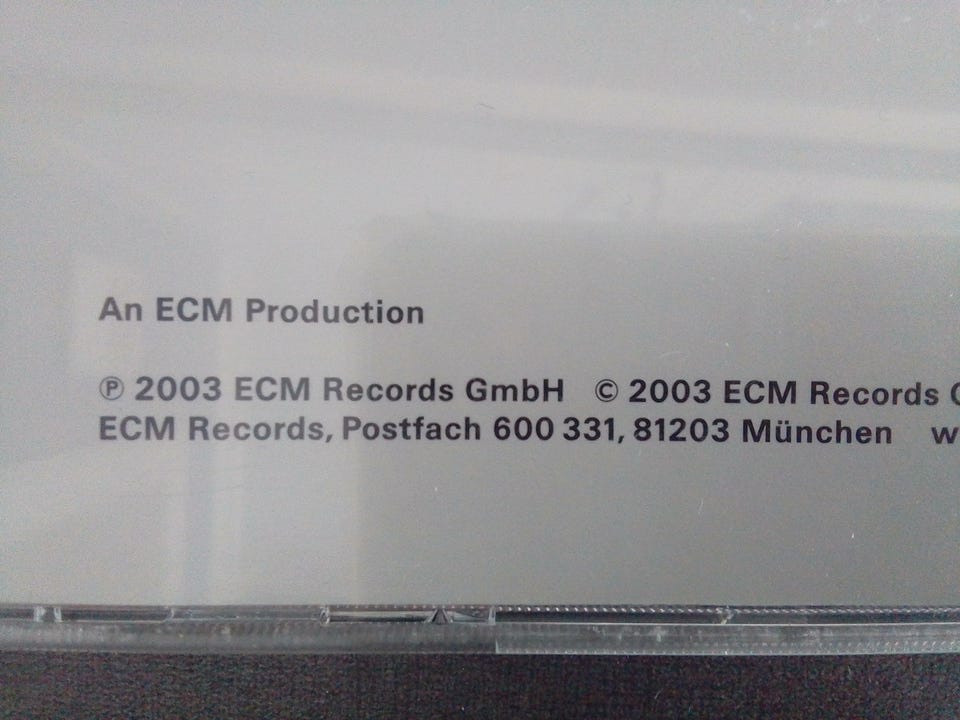 An ECM Production
℗ 2003 ECM Records GmbH © 2003 ECM Records
ECM Records, Postfach 600 331, 81203 München